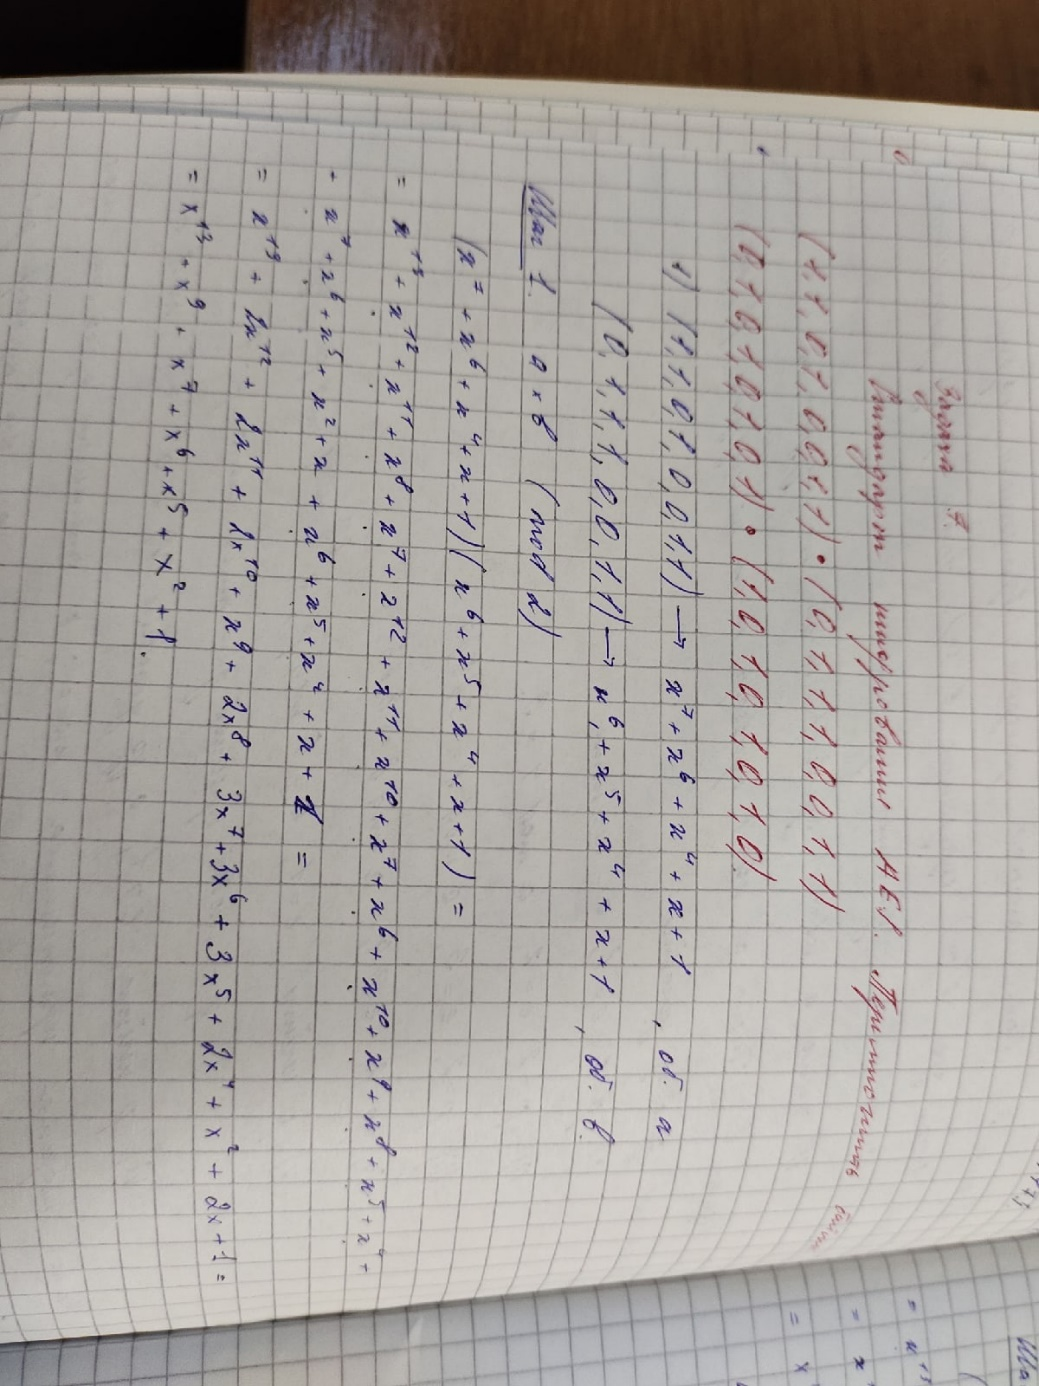 Задача 7.
Стандарт шифрования AES. Перемножить байты
(1,1,0,1,0,0,1,1) • (0,1,1,1,0,0,1,1)
(0,1,0,1,0,1,0,1) • (1,0,1,0,1,0,1,0).
1) (1,1,0,1,0,0,1,1) → x⁷ + x⁶ + x⁴ + x + 1, об. a
(0,1,1,1,0,0,1,1) → x⁶ + x⁵ + x⁴ + x + 1, об. b.
Шаг 1. a × b (mod 2)
(x⁷ + x⁶ + x⁴ + x + 1)(x⁶ + x⁵ + x⁴ + x + 1) =
= x¹³ + x¹² + x¹¹ + x⁸ + x⁷ + x¹² + x¹¹ + x¹⁰ + x⁷ + x⁶ + x¹⁰ + x⁹ + x⁸ + x⁵ + x⁴ +
+ x⁷ + x⁶ + x⁵ + x² + x + x⁶ + x⁵ + x⁴ + x + 1 =
= x¹³ + 2x¹² + 2x¹¹ + 2x¹⁰ + x⁹ + 2x⁸ + 3x⁷ + 3x⁶ + 3x⁵ + 2x⁴ + x² + 2x + 1 =
= x¹³ + x⁹ + x⁷ + x⁶ + x⁵ + x² + 1.